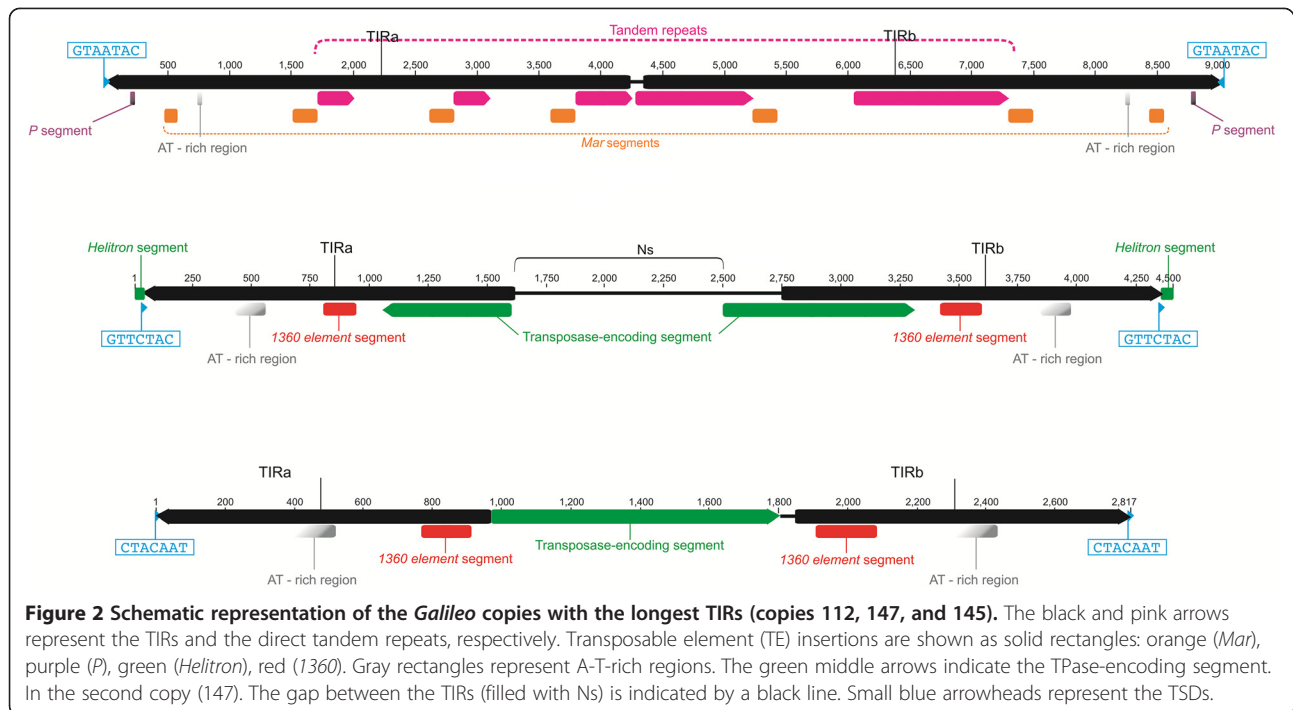 Tandem repeats
GTAATAC TIRa TIRb GTAATAC
500 1,000 1,500 2,000 2,500 3,000 3,500 4,000 4,500 5,000 5,500 6,000 6,500 7,000 7,500 8,000 8,500 9,000
P segment AT - rich region Mar segments AT - rich region P segment
Helitron segment TIRa Ns TIRb Helitron segment
1 250 500 750 1,000 1,250 1,500 1,750 2,000 2,250 2,500 2,750 3,000 3,250 3,500 3,750 4,000 4,250 4,500
GTTCTAC AT - rich region 1360 element segment Transposase-encoding segment 1360 element segment AT - rich region GTTCTAC
TIRa TIRb
1 200 400 600 800 1,000 1,200 1,400 1,600 1,800 2,000 2,200 2,400 2,600 2,817
CTACAAT AT - rich region 1360 element segment Transposase-encoding segment 1360 element segment AT - rich region CTACAAT
Figure 2 Schematic representation of the Galileo copies with the longest TIRs (copies 112, 147, and 145). The black and pink arrows
represent the TIRs and the direct tandem repeats, respectively. Transposable element (TE) insertions are shown as solid rectangles: orange (Mar),
purple (P), green (Helitron), red (1360). Gray rectangles represent A-T-rich regions. The green middle arrows indicate the TPase-encoding segment.
In the second copy (147). The gap between the TIRs (filled with Ns) is indicated by a black line. Small blue arrowheads represent the TSDs.